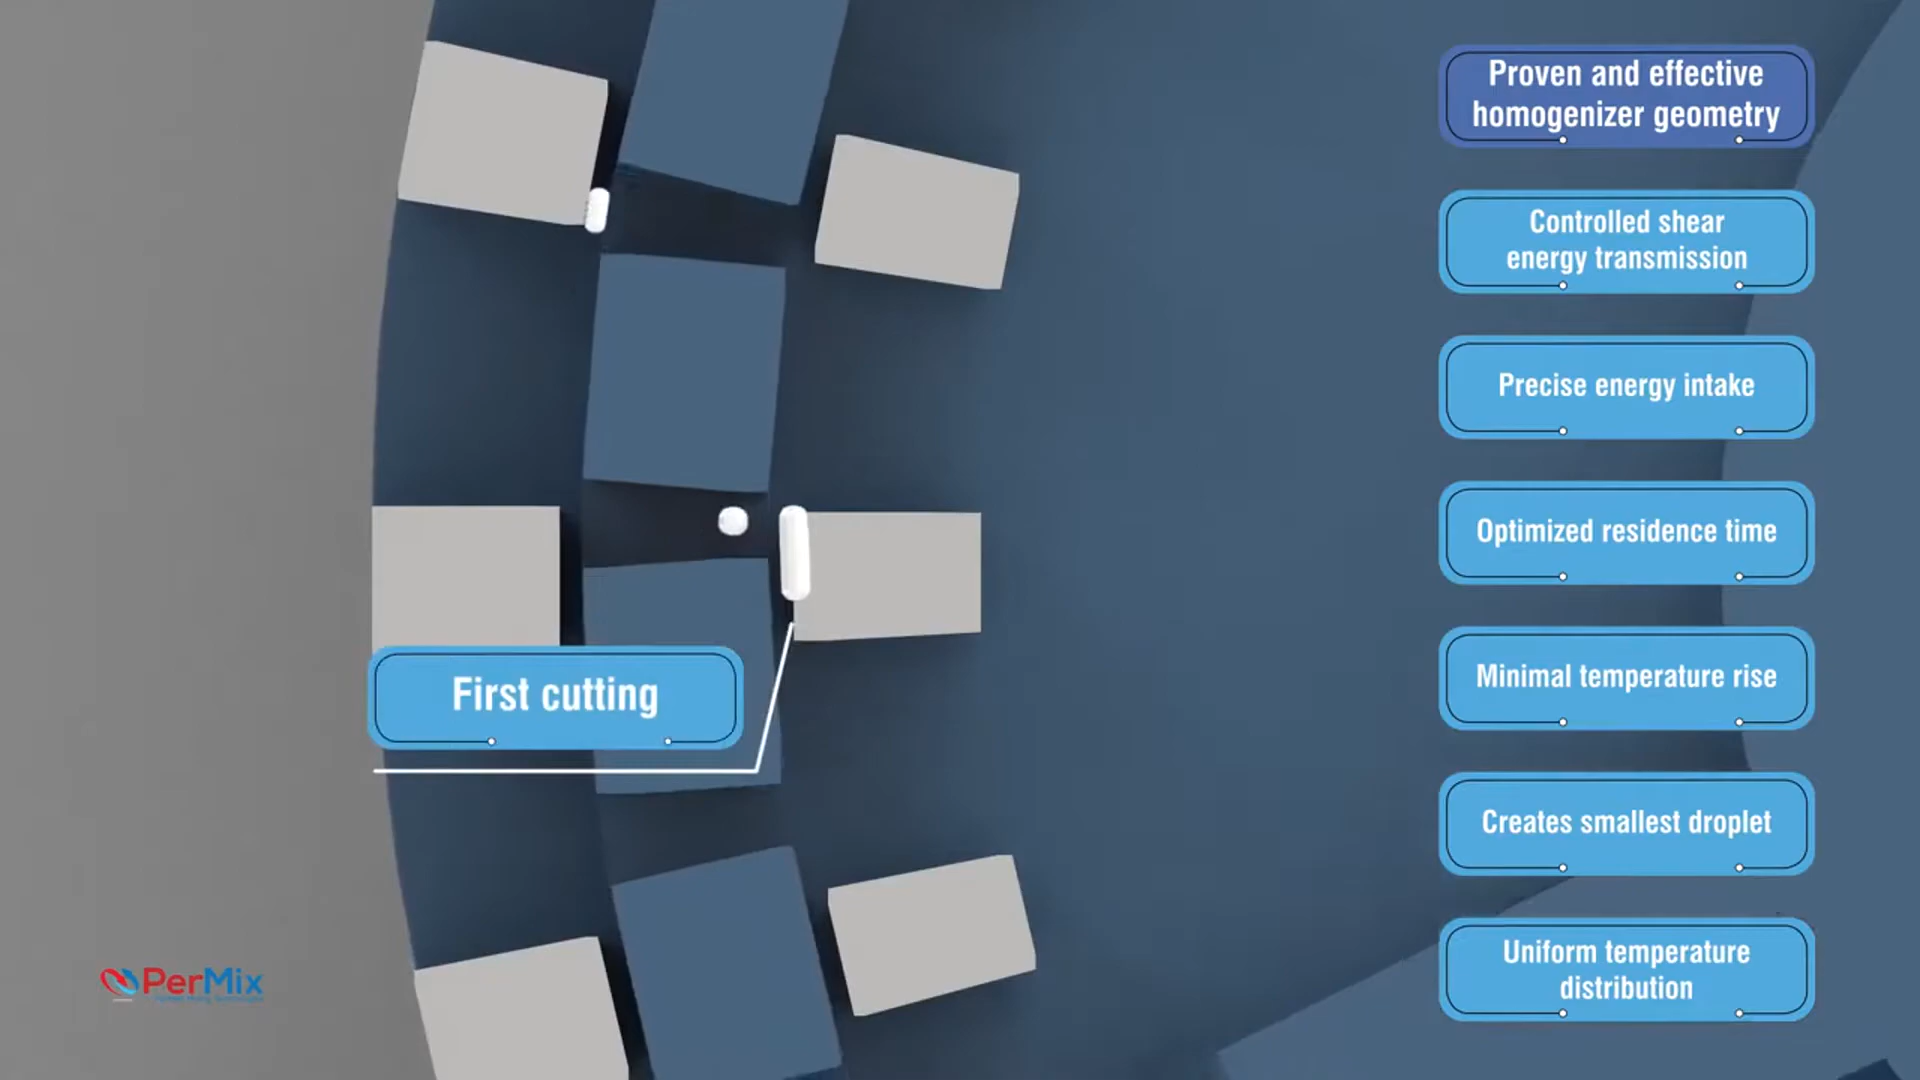 Proven and effective
homogenizer geometry
Controlled shear
energy transmission
Precise energy intake
Optimized residence time
First cutting
Minimal temperature rise
Creates smallest droplet
Uniform temperature
distribution
PerMix